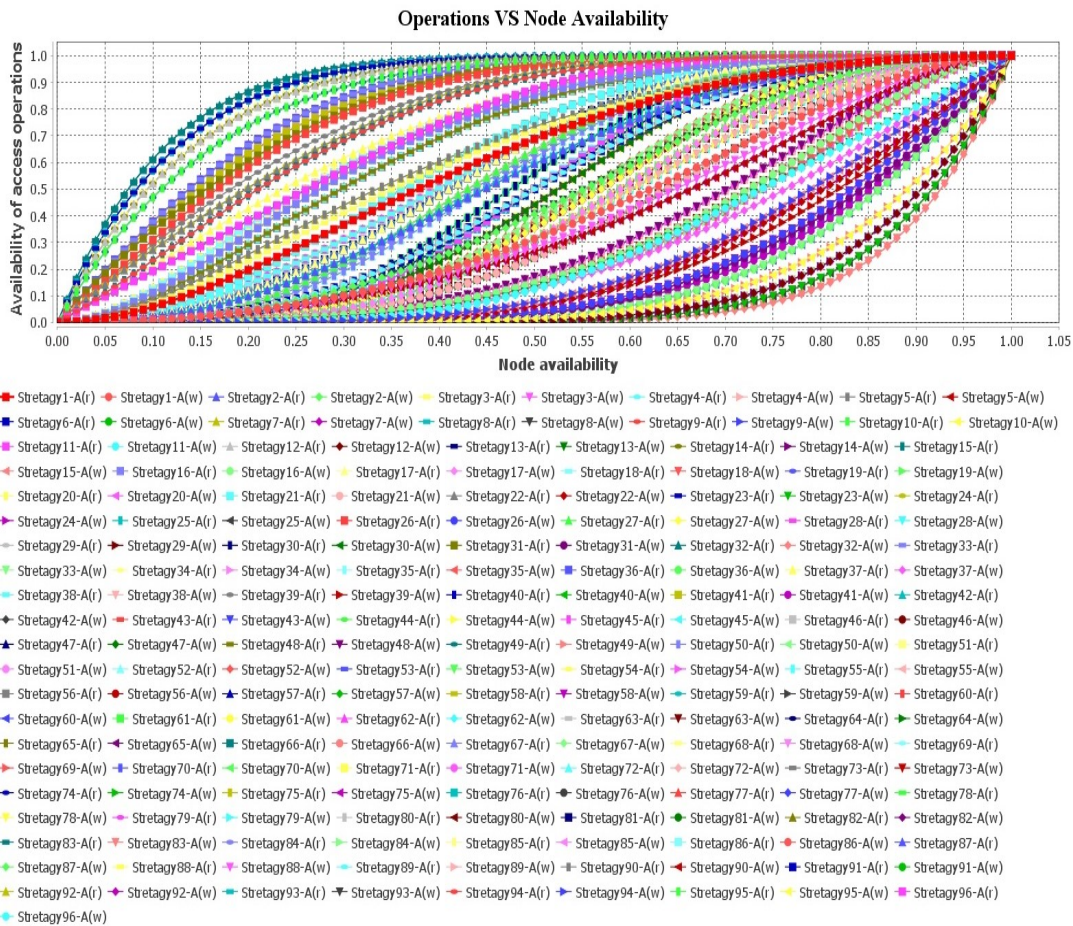 Operations VS Node Availability
Availability of access operations
1.0
0.9
0.8
0.7
0.6
0.5
0.4
0.3
0.2
0.1
0.0
0.00 0.05 0.10 0.15 0.20 0.25 0.30 0.35 0.40 0.45 0.50 0.55 0.60 0.65 0.70 0.75 0.80 0.85 0.90 0.95 1.00 1.05
Node availability
Stretagy1-A(r) Stretagy1-A(w) Stretagy2-A(r) Stretagy2-A(w) Stretagy3-A(r) Stretagy3-A(w) Stretagy4-A(r) Stretagy4-A(w) Stretagy5-A(r) Stretagy5-A(w)
Stretagy6-A(r) Stretagy6-A(w) Stretagy7-A(r) Stretagy7-A(w) Stretagy8-A(r) Stretagy8-A(w) Stretagy9-A(r) Stretagy9-A(w) Stretagy10-A(r) Stretagy10-A(w)
Stretagy11-A(r) Stretagy11-A(w) Stretagy12-A(r) Stretagy12-A(w) Stretagy13-A(r) Stretagy13-A(w) Stretagy14-A(r) Stretagy14-A(w) Stretagy15-A(r)
Stretagy15-A(w) Stretagy16-A(r) Stretagy16-A(w) Stretagy17-A(r) Stretagy17-A(w) Stretagy18-A(r) Stretagy18-A(w) Stretagy19-A(r) Stretagy19-A(w)
Stretagy20-A(r) Stretagy20-A(w) Stretagy21-A(r) Stretagy21-A(w) Stretagy22-A(r) Stretagy22-A(w) Stretagy23-A(r) Stretagy23-A(w) Stretagy24-A(r)
Stretagy24-A(w) Stretagy25-A(r) Stretagy25-A(w) Stretagy26-A(r) Stretagy26-A(w) Stretagy27-A(r) Stretagy27-A(w) Stretagy28-A(r) Stretagy28-A(w)
Stretagy29-A(r) Stretagy29-A(w) Stretagy30-A(r) Stretagy30-A(w) Stretagy31-A(r) Stretagy31-A(w) Stretagy32-A(r) Stretagy32-A(w) Stretagy33-A(r)
Stretagy33-A(w) Stretagy34-A(r) Stretagy34-A(w) Stretagy35-A(r) Stretagy35-A(w) Stretagy36-A(r) Stretagy36-A(w) Stretagy37-A(r) Stretagy37-A(w)
Stretagy38-A(r) Stretagy38-A(w) Stretagy39-A(r) Stretagy39-A(w) Stretagy40-A(r) Stretagy40-A(w) Stretagy41-A(r) Stretagy41-A(w) Stretagy42-A(r)
Stretagy42-A(w) Stretagy43-A(r) Stretagy43-A(w) Stretagy44-A(r) Stretagy44-A(w) Stretagy45-A(r) Stretagy45-A(w) Stretagy46-A(r) Stretagy46-A(w)
Stretagy47-A(r) Stretagy47-A(w) Stretagy48-A(r) Stretagy48-A(w) Stretagy49-A(r) Stretagy49-A(w) Stretagy50-A(r) Stretagy50-A(w) Stretagy51-A(r)
Stretagy51-A(w) Stretagy52-A(r) Stretagy52-A(w) Stretagy53-A(r) Stretagy53-A(w) Stretagy54-A(r) Stretagy54-A(w) Stretagy55-A(r) Stretagy55-A(w)
Stretagy56-A(r) Stretagy56-A(w) Stretagy57-A(r) Stretagy57-A(w) Stretagy58-A(r) Stretagy58-A(w) Stretagy59-A(r) Stretagy59-A(w) Stretagy60-A(r)
Stretagy60-A(w) Stretagy61-A(r) Stretagy61-A(w) Stretagy62-A(r) Stretagy62-A(w) Stretagy63-A(r) Stretagy63-A(w) Stretagy64-A(r) Stretagy64-A(w)
Stretagy65-A(r) Stretagy65-A(w) Stretagy66-A(r) Stretagy66-A(w) Stretagy67-A(r) Stretagy67-A(w) Stretagy68-A(r) Stretagy68-A(w) Stretagy69-A(r)
Stretagy69-A(w) Stretagy70-A(r) Stretagy70-A(w) Stretagy71-A(r) Stretagy71-A(w) Stretagy72-A(r) Stretagy72-A(w) Stretagy73-A(r) Stretagy73-A(w)
Stretagy74-A(r) Stretagy74-A(w) Stretagy75-A(r) Stretagy75-A(w) Stretagy76-A(r) Stretagy76-A(w) Stretagy77-A(r) Stretagy77-A(w) Stretagy78-A(r)
Stretagy78-A(w) Stretagy79-A(r) Stretagy79-A(w) Stretagy80-A(r) Stretagy80-A(w) Stretagy81-A(r) Stretagy81-A(w) Stretagy82-A(r) Stretagy82-A(w)
Stretagy83-A(r) Stretagy83-A(w) Stretagy84-A(r) Stretagy84-A(w) Stretagy85-A(r) Stretagy85-A(w) Stretagy86-A(r) Stretagy86-A(w) Stretagy87-A(r)
Stretagy87-A(w) Stretagy88-A(r) Stretagy88-A(w) Stretagy89-A(r) Stretagy89-A(w) Stretagy90-A(r) Stretagy90-A(w) Stretagy91-A(r) Stretagy91-A(w)
Stretagy92-A(r) Stretagy92-A(w) Stretagy93-A(r) Stretagy93-A(w) Stretagy94-A(r) Stretagy94-A(w) Stretagy95-A(r) Stretagy95-A(w) Stretagy96-A(r)
Stretagy96-A(w)